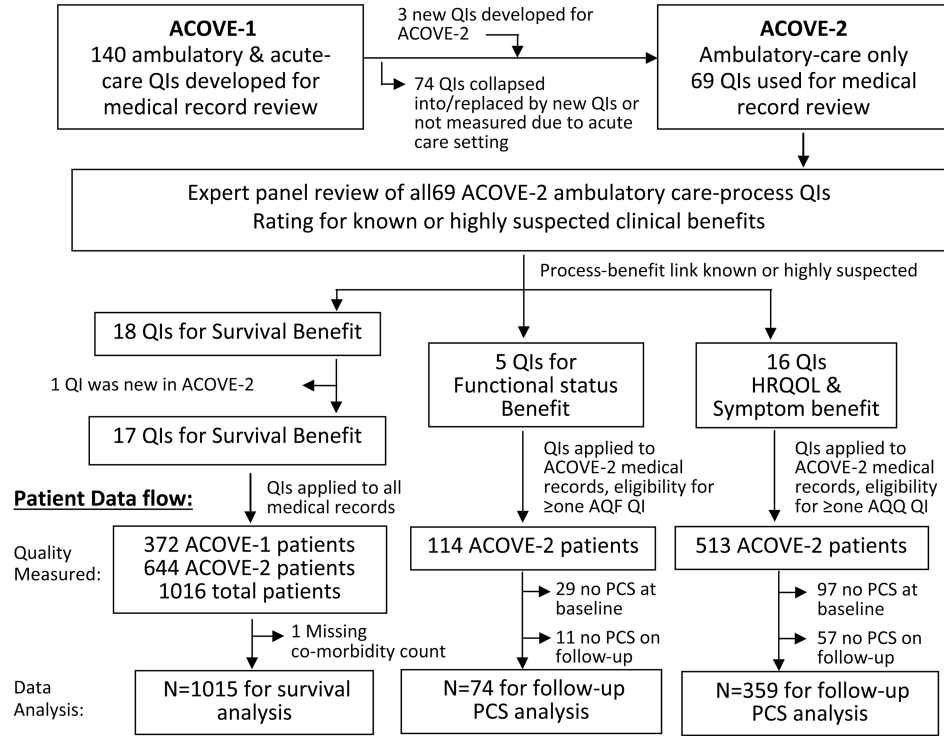 ACOVE-1
140 ambulatory & acute-
care QIs developed for
medical record review
3 new QIs developed for
ACOVE-2
74 QIs collapsed
into/replaced by new QIs or
not measured due to acute
care setting
ACOVE-2
Ambulatory-care only
69 QIs used for medical
record review
Expert panel review of all69 ACOVE-2 ambulatory care-process QIs
Rating for known or highly suspected clinical benefits
Process-benefit link known or highly suspected
18 QIs for Survival Benefit
1 QI was new in ACOVE-2
17 QIs for Survival Benefit
5 QIs for
Functional status
Benefit
16 QIs
HRQOL &
Symptom benefit
Patient Data flow:
QIs applied to all
medical records
QIs applied to
ACOVE-2 medical
records, eligibility for
≥one AQF QI
QIs applied to
ACOVE-2 medical
records, eligibility
for ≥one AQQ QI
Quality
Measured:
372 ACOVE-1 patients
644 ACOVE-2 patients
1016 total patients
114 ACOVE-2 patients
513 ACOVE-2 patients
1 Missing
co-morbidity count
29 no PCS at
baseline
11 no PCS on
follow-up
97 no PCS at
baseline
57 no PCS on
follow-up
Data
Analysis:
N=1015 for survival
analysis
N=74 for follow-up
PCS analysis
N=359 for follow-up
PCS analysis